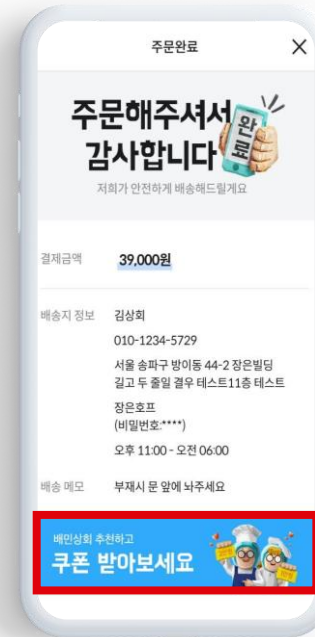 주문완료
주문해주셔서
감사합니다
완료
저희가 안전하게 배송해드릴게요
결제금액 39,000원
배송지 정보 김상회
010-1234-5729
서울 송파구 방이동 44-2 장은빌딩
길고 두 줄일 결우 테스트11층 테스트
장은호프
(비밀번호:****)
오후 11:00 - 오전 06:00
배송 메모 부재시 문 앞에 놔주세요
배민상회 추천하고
쿠폰 받아보세요